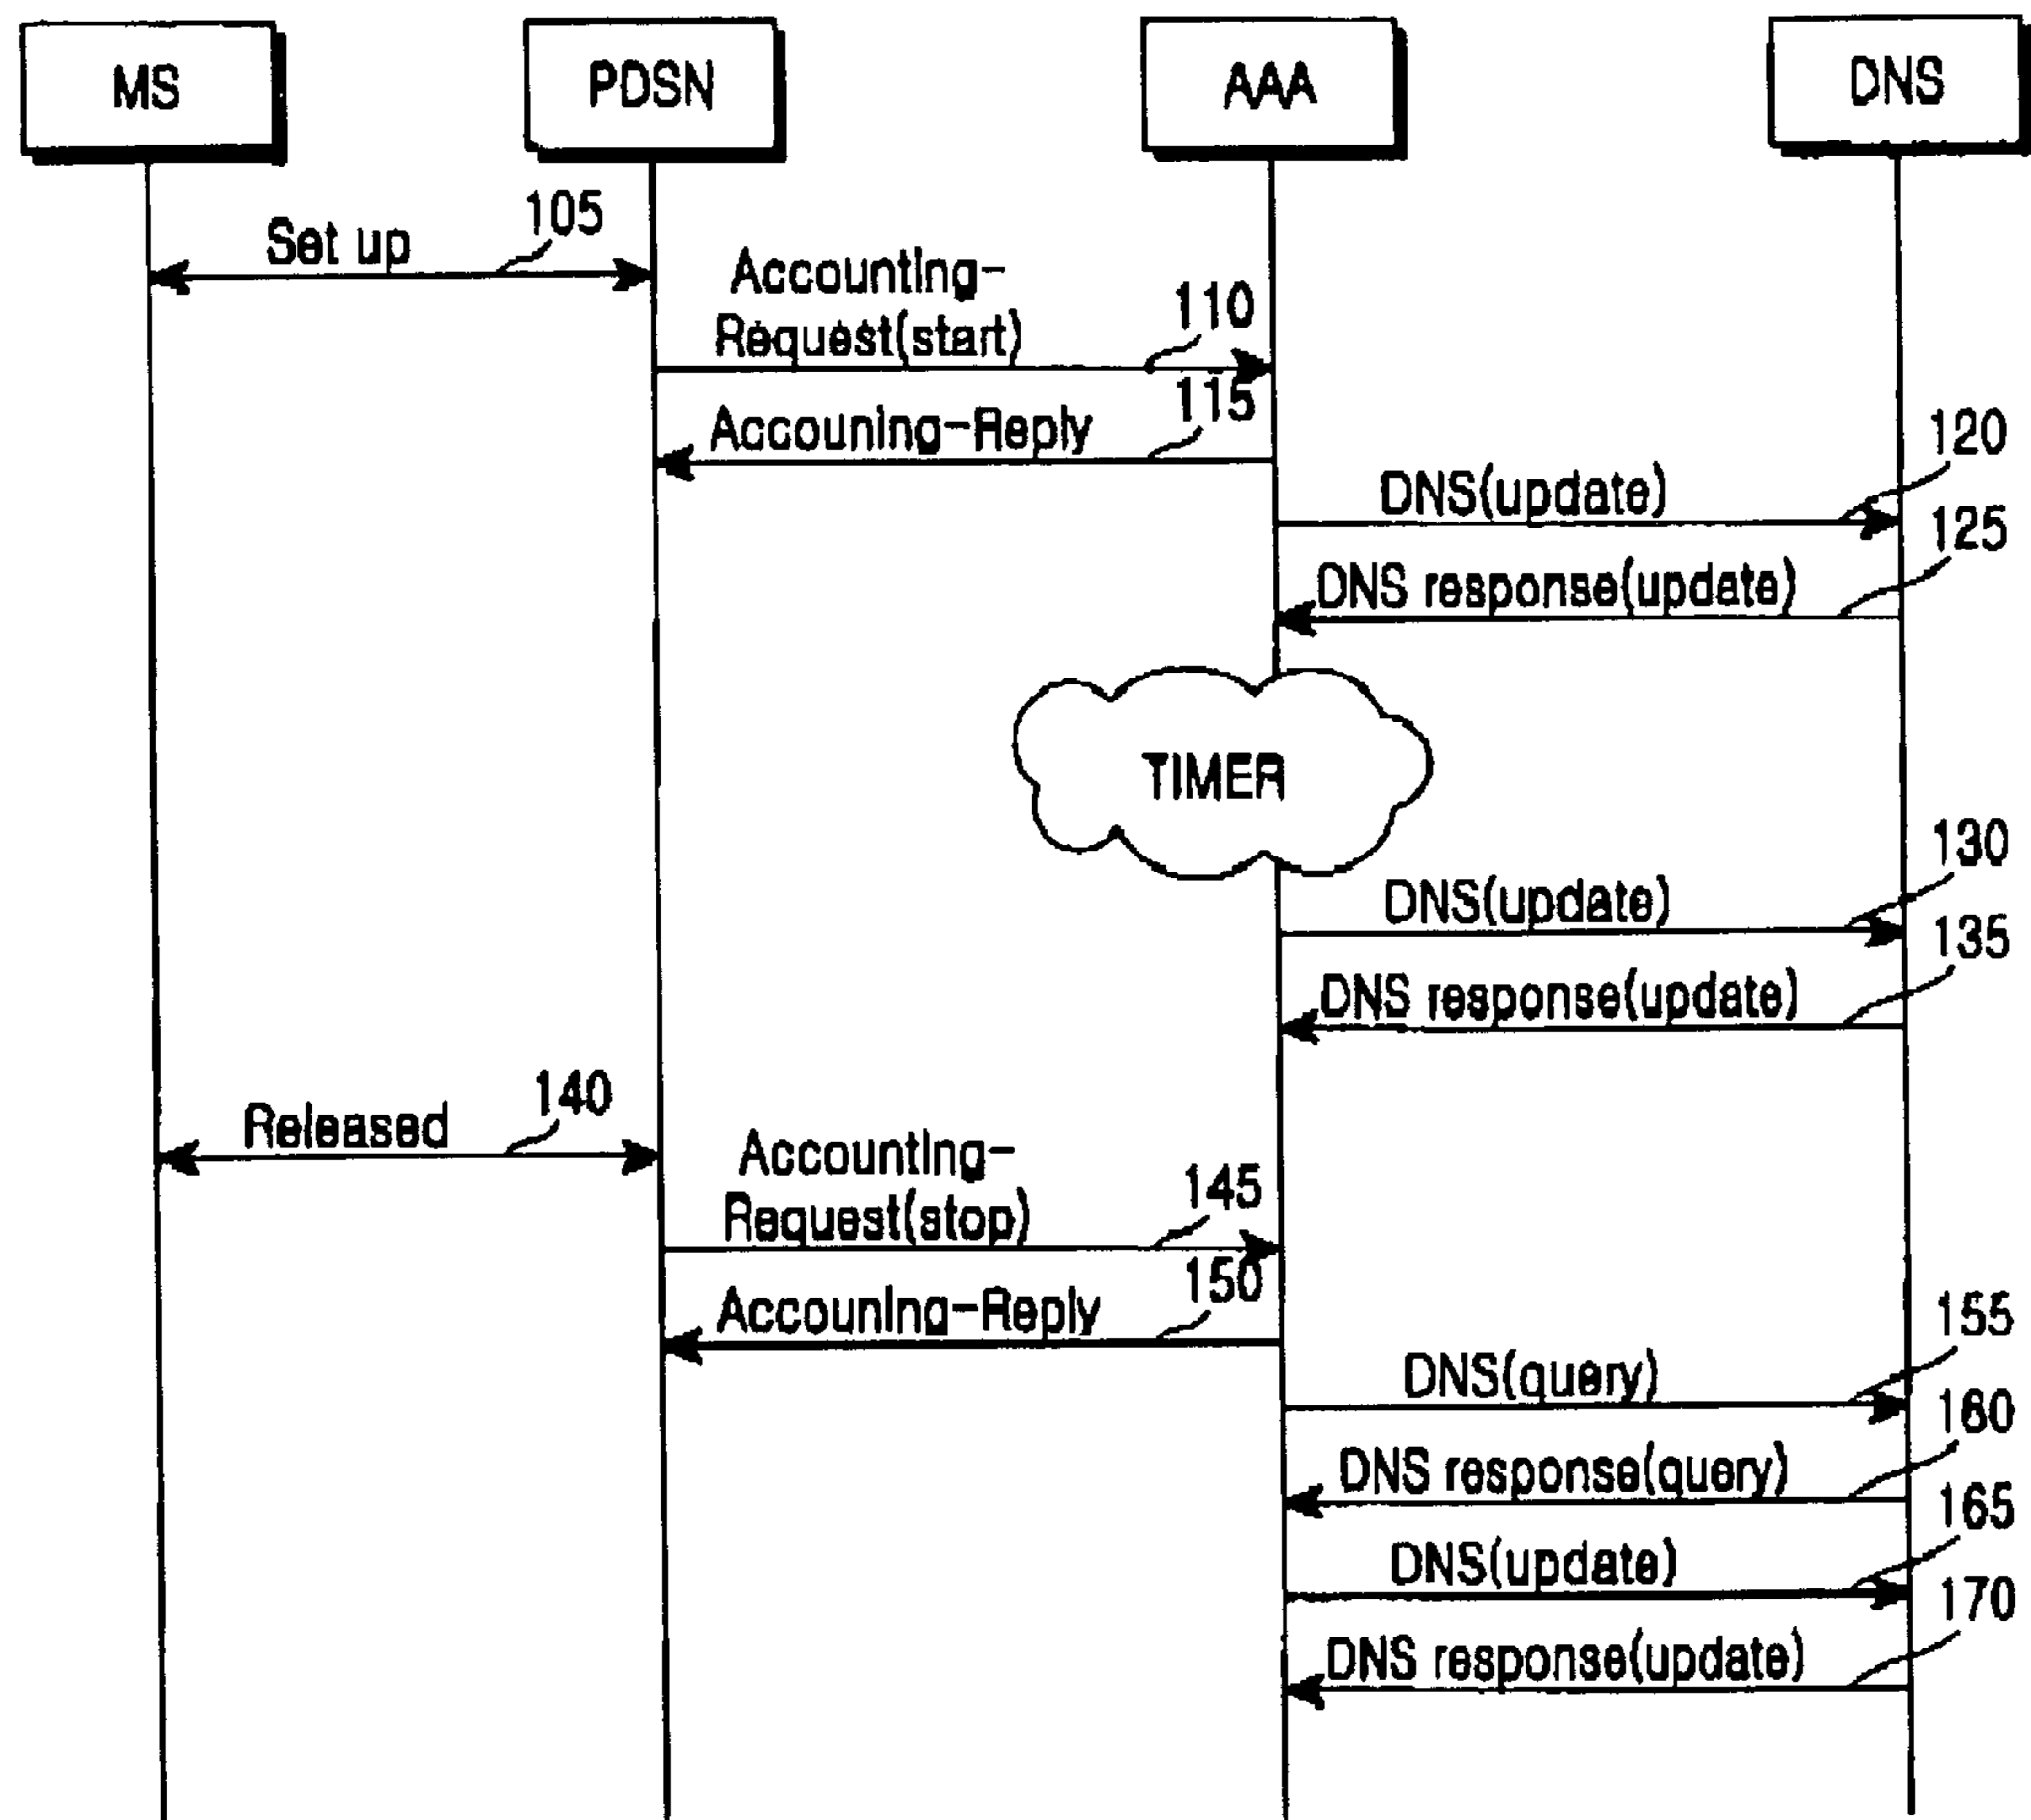 MS
PDSN
AAA
DNS
Set up
105
Accounting-
Request(start)
110
Accouning-Reply
115
DNS(update)
120
DNS response(update)
125
TIMER
DNS(update)
130
DNS response(update)
135
Released
140
Accounting-
Request(stop)
145
Accouning-Reply
150
DNS(query)
155
DNS response(query)
160
DNS(update)
165
DNS response(update)
170